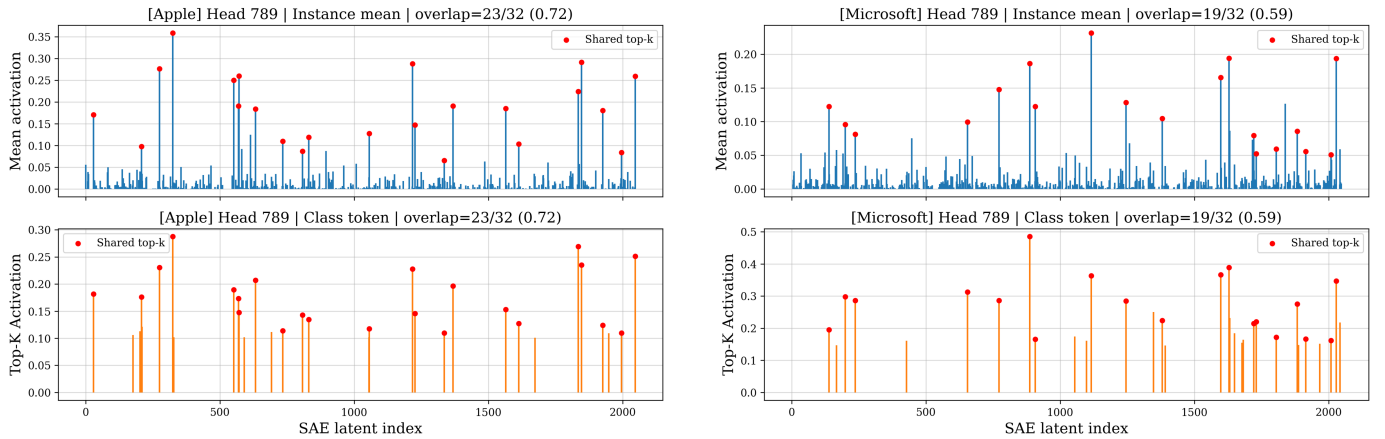 [Apple] Head 789 | Instance mean | overlap=23/32 (0.72)
Mean activation
0.35
0.30
0.25
0.20
0.15
0.10
0.05
0.00
Shared top-k
[Microsoft] Head 789 | Instance mean | overlap=19/32 (0.59)
Mean activation
0.20
0.15
0.10
0.05
0.00
Shared top-k
[Apple] Head 789 | Class token | overlap=23/32 (0.72)
Top-K Activation
0.30
0.25
0.20
0.15
0.10
0.05
0.00
Shared top-k
0 500 1000 1500 2000
SAE latent index
[Microsoft] Head 789 | Class token | overlap=19/32 (0.59)
Top-K Activation
0.5
0.4
0.3
0.2
0.1
0.0
Shared top-k
0 500 1000 1500 2000
SAE latent index